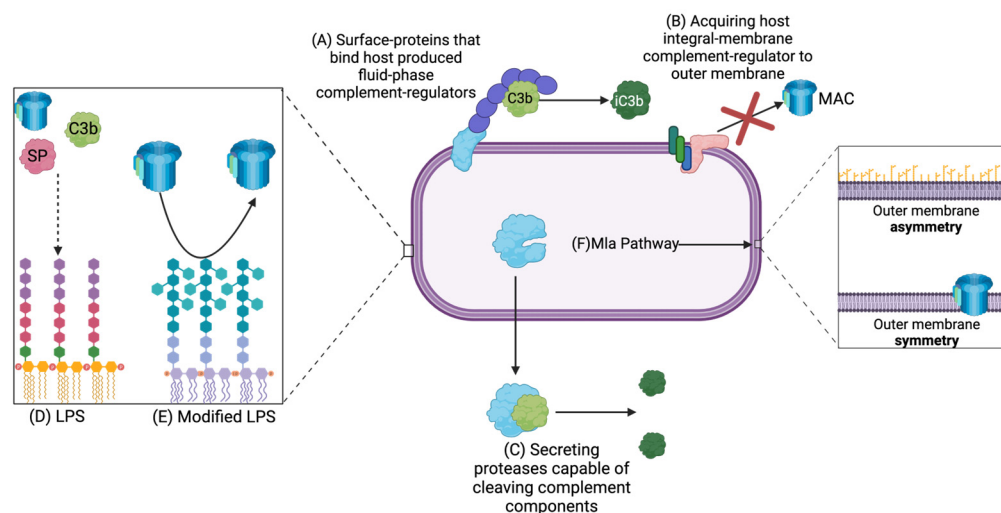 (A) Surface-proteins that
bind host produced
fluid-phase
complement-regulators
(B) Acquiring host
integral-membrane
complement-regulator to
outer membrane
C3b
iC3b
MAC
C3b
SP
(F)Mla Pathway
Outer membrane
asymmetry
Outer membrane
symmetry
P
P
P
P
(D) LPS
(E) Modified LPS
(C) Secreting
proteases capable of
cleaving complement
components